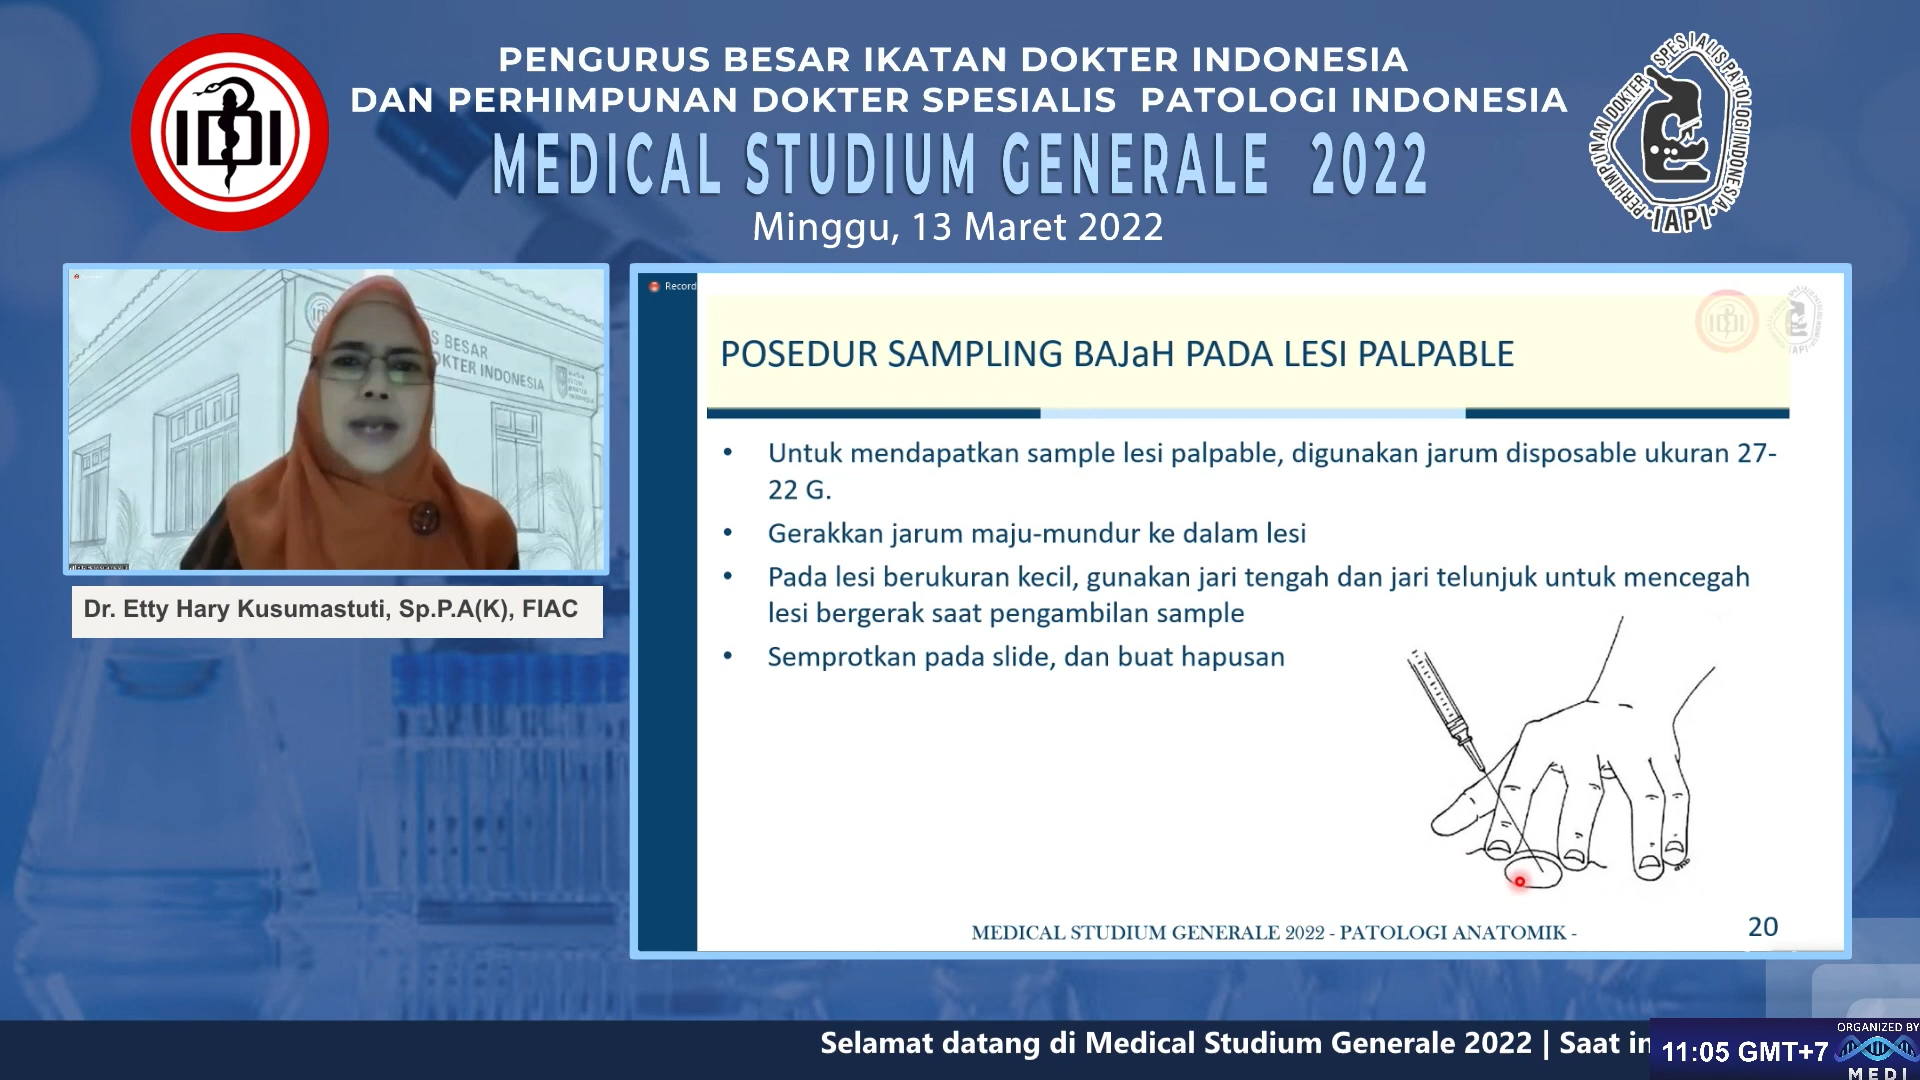 PENGURUS BESAR IKATAN DOKTER INDONESIA
DAN PERHIMPUNAN DOKTER SPESIALIS PATOLOGI INDONESIA
MEDICAL STUDIUM GENERALE 2022
Minggu, 13 Maret 2022
IDI
PERHIMPUNAN DOKTER SPESIALIS PATOLOGI INDONESIA
IAPI
S BESAR
DOKTER INDONESIA
Dr. Etty Hary Kusumastuti, Sp.P.A(K), FIAC
Record
POSEDUR SAMPLING BAJaH PADA LESI PALPABLE
• Untuk mendapatkan sample lesi palpable, digunakan jarum disposable ukuran 27-
22 G.
• Gerakkan jarum maju-mundur ke dalam lesi
• Pada lesi berukuran kecil, gunakan jari tengah dan jari telunjuk untuk mencegah
lesi bergerak saat pengambilan sample
• Semprotkan pada slide, dan buat hapusan
MEDICAL STUDIUM GENERALE 2022 - PATOLOGI ANATOMIK -
20
Selamat datang di Medical Studium Generale 2022 | Saat in
11:05 GMT+7
ORGANIZED BY
MEDI